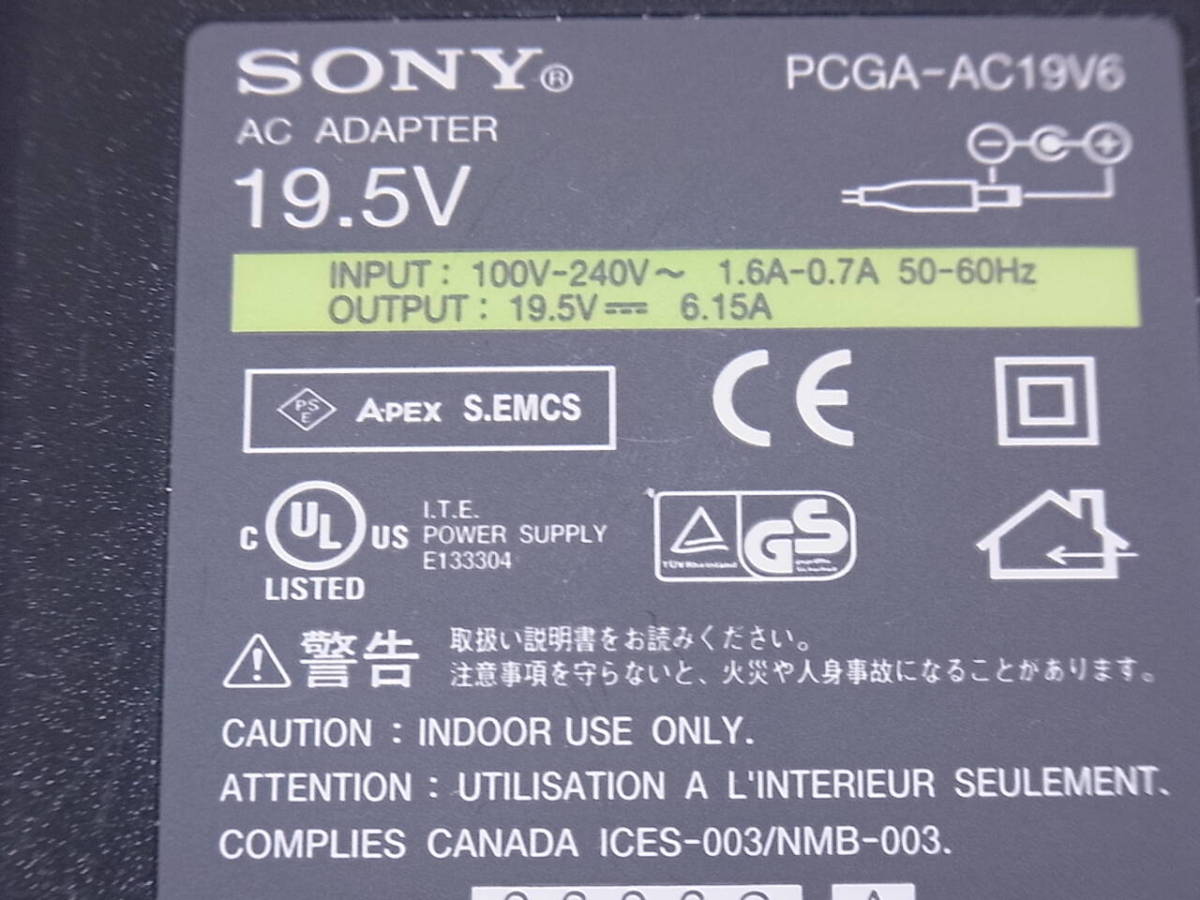 SONY®
PCGA-AC19V6
AC ADAPTER
19.5V
INPUT : 100V-240V～ 1.6A-0.7A 50-60Hz
OUTPUT : 19.5V⎓ 6.15A
PS E A-PEX S.EMCS
CE
C UL US LISTED
I.T.E.
POWER SUPPLY
E133304
TÜV Rheinland GS
警告
取扱い説明書をお読みください。
注意事項を守らないと、火災や人身事故になることがあります。
CAUTION : INDOOR USE ONLY.
ATTENTION : UTILISATION A L'INTERIEUR SEULEMENT.
COMPLIES CANADA ICES-003/NMB-003.